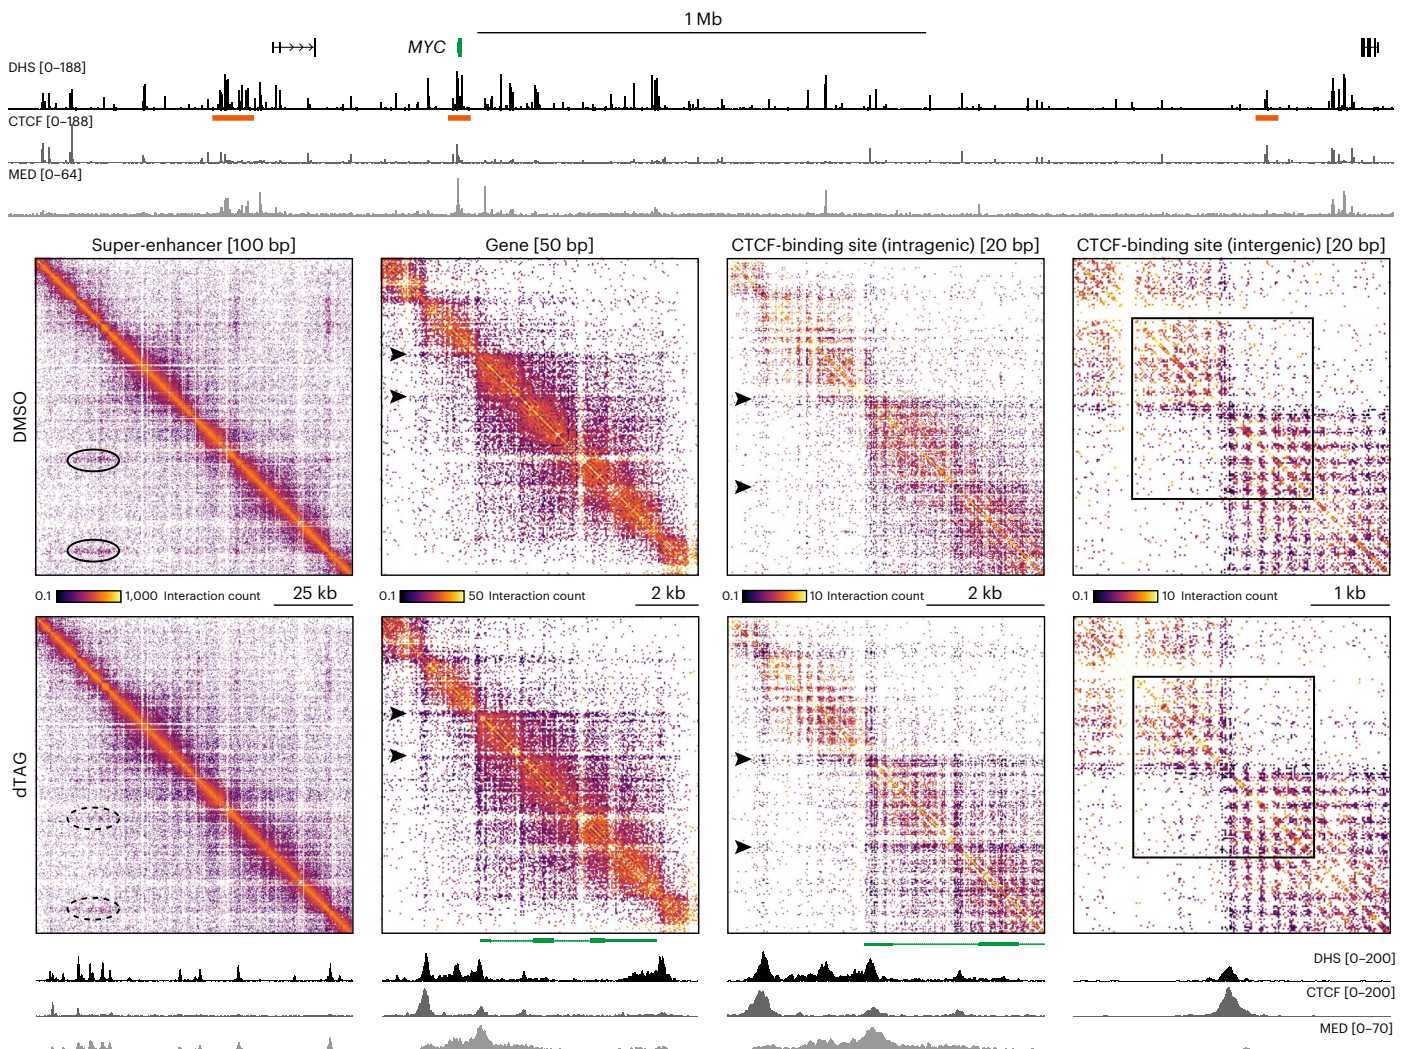 1 Mb
MYC
DHS [0–188]
CTCF [0–188]
MED [0–64]
Super-enhancer [100 bp]
Gene [50 bp]
CTCF-binding site (intragenic) [20 bp]
CTCF-binding site (intergenic) [20 bp]
DMSO
0.1 1,000 Interaction count 25 kb
0.1 50 Interaction count 2 kb
0.1 10 Interaction count 2 kb
0.1 10 Interaction count 1 kb
dTAG
DHS [0–200]
CTCF [0–200]
MED [0–70]